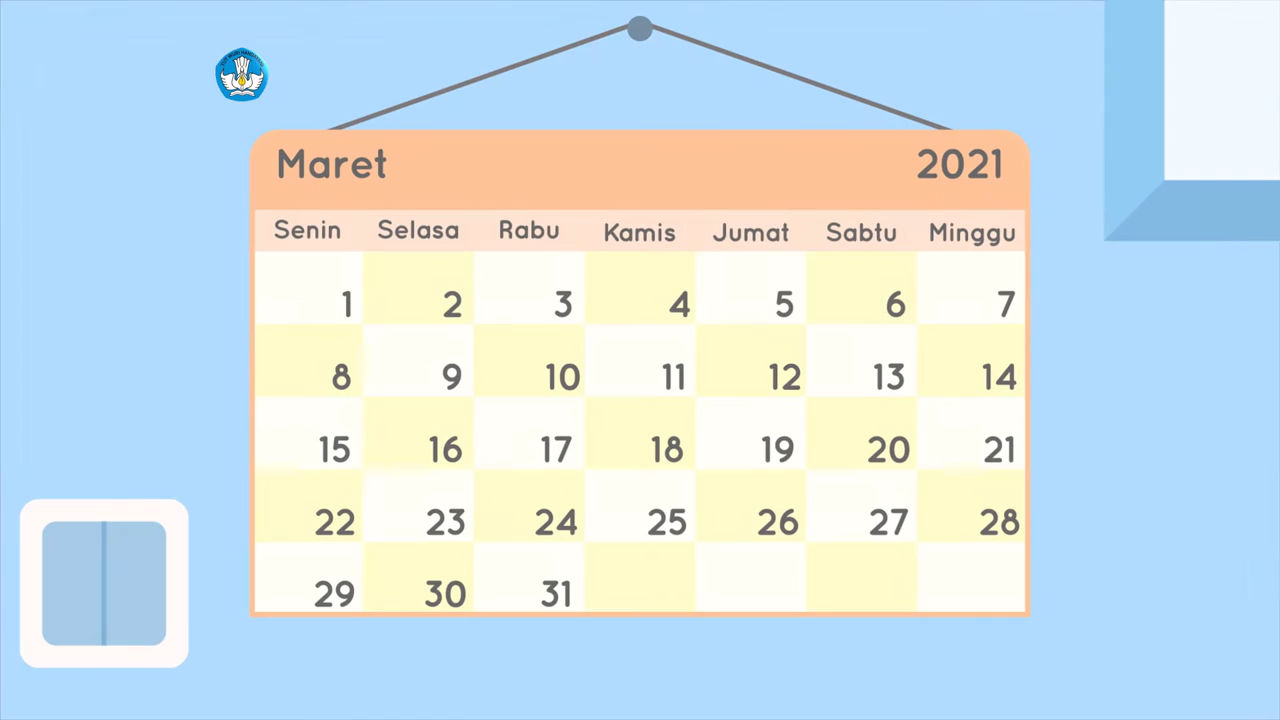 Maret 2021
Senin Selasa Rabu Kamis Jumat Sabtu Minggu
1 2 3 4 5 6 7
8 9 10 11 12 13 14
15 16 17 18 19 20 21
22 23 24 25 26 27 28
29 30 31